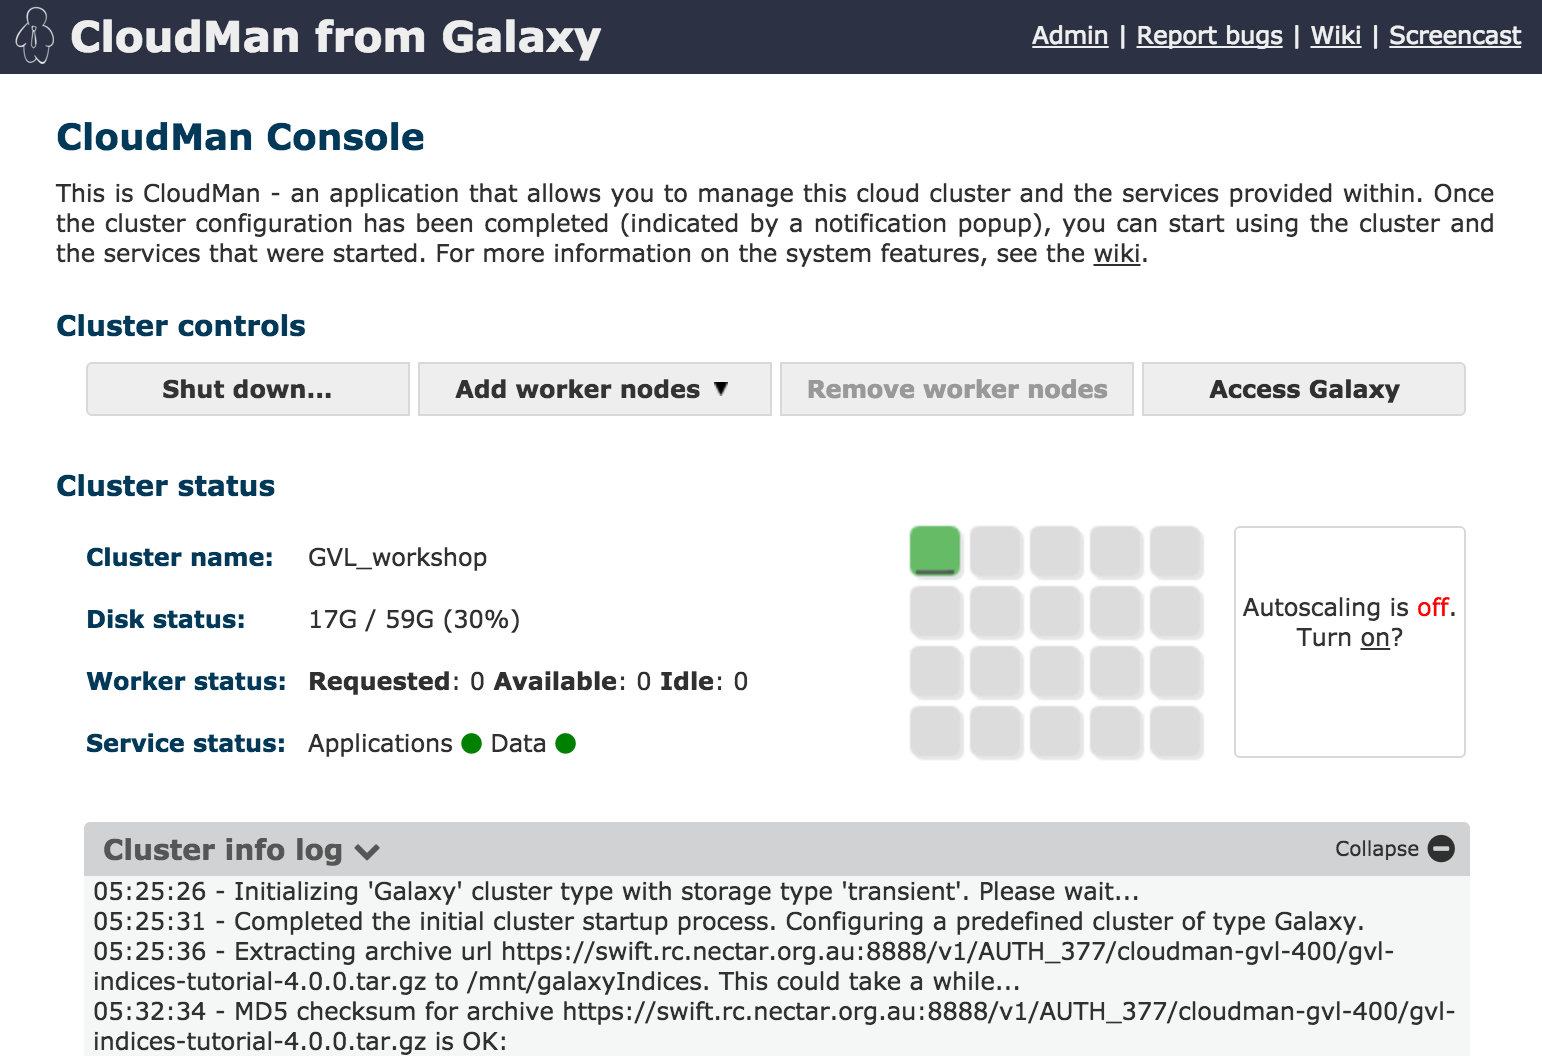 CloudMan from Galaxy
Admin | Report bugs | Wiki | Screencast
CloudMan Console
This is CloudMan - an application that allows you to manage this cloud cluster and the services provided within. Once
the cluster configuration has been completed (indicated by a notification popup), you can start using the cluster and
the services that were started. For more information on the system features, see the wiki.
Cluster controls
Shut down...
Add worker nodes ▼
Remove worker nodes
Access Galaxy
Cluster status
Cluster name: GVL_workshop
Disk status: 17G / 59G (30%)
Worker status: Requested: 0 Available: 0 Idle: 0
Service status: Applications Data
Autoscaling is off.
Turn on?
Cluster info log
Collapse
05:25:26 - Initializing 'Galaxy' cluster type with storage type 'transient'. Please wait...
05:25:31 - Completed the initial cluster startup process. Configuring a predefined cluster of type Galaxy.
05:25:36 - Extracting archive url https://swift.rc.nectar.org.au:8888/v1/AUTH_377/cloudman-gvl-400/gvl-
indices-tutorial-4.0.0.tar.gz to /mnt/galaxyIndices. This could take a while...
05:32:34 - MD5 checksum for archive https://swift.rc.nectar.org.au:8888/v1/AUTH_377/cloudman-gvl-400/gvl-
indices-tutorial-4.0.0.tar.gz is OK: